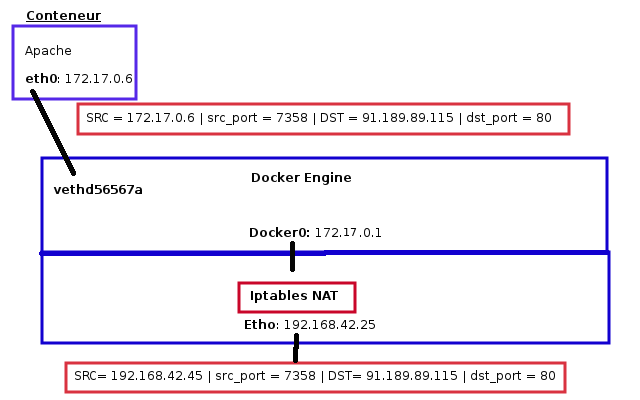 Conteneur
Apache
eth0: 172.17.0.6
SRC = 172.17.0.6 | src_port = 7358 | DST = 91.189.89.115 | dst_port = 80
Docker Engine
vethd56567a
Docker0: 172.17.0.1
Iptables NAT
Etho: 192.168.42.25
SRC= 192.168.42.45 | src_port = 7358 | DST= 91.189.89.115 | dst_port = 80